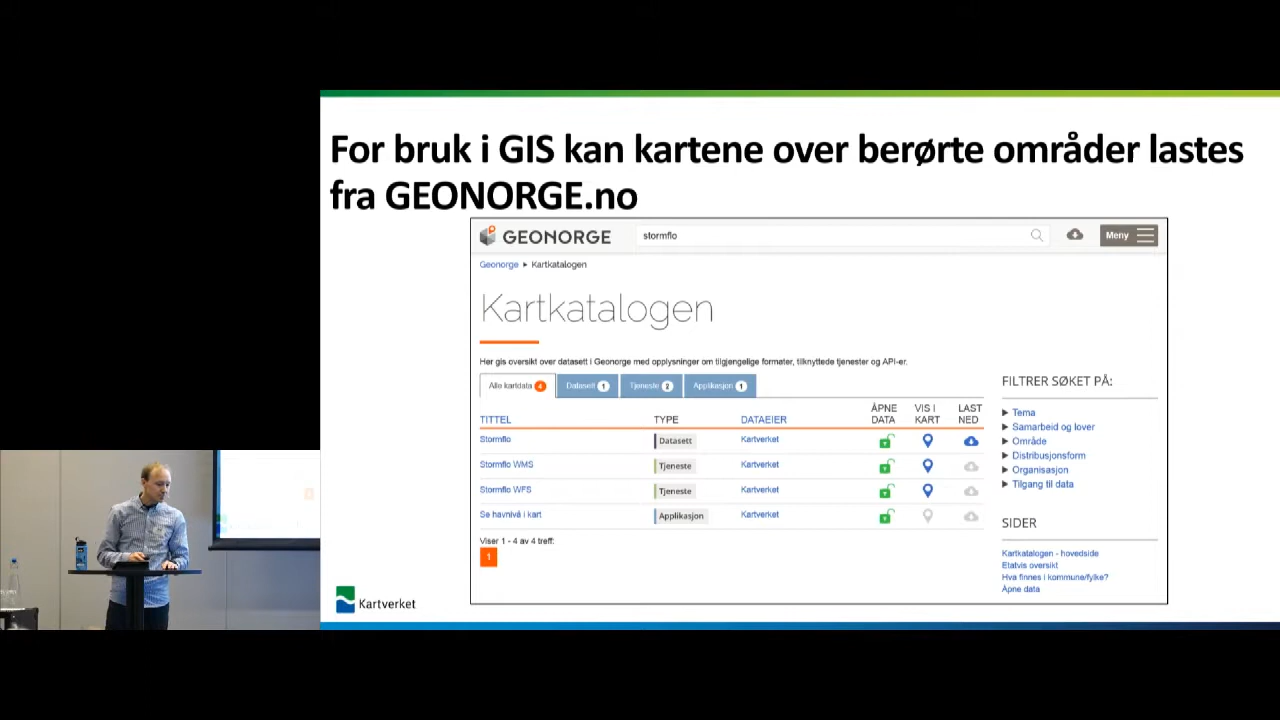 For bruk i GIS kan kartene over berørte områder lastes
fra GEONORGE.no
GEONORGE
stormflo
Meny
Geonorge ▸ Kartkatalogen
Kartkatalogen
Her gis oversikt over datasett i Geonorge med opplysninger om tilgjengelige formater, tilknyttede tjenester og API-er.
Alle kartdata 4 Datasett 1 Tjeneste 2 Applikasjon 1
TITTEL TYPE DATAEIER ÅPNE DATA VIS I KART LAST NED
Stormflo Datasett Kartverket
Stormflo WMS Tjeneste Kartverket
Stormflo WFS Tjeneste Kartverket
Se havnivå i kart Applikasjon Kartverket
Viser 1 - 4 av 4 treff:
1
FILTRER SØKET PÅ:
Tema
Samarbeid og lover
Område
Distribusjonsform
Organisasjon
Tilgang til data
SIDER
Kartkatalogen - hovedside
Etatvis oversikt
Hva finnes i kommune/fylke?
Åpne data
Kartverket